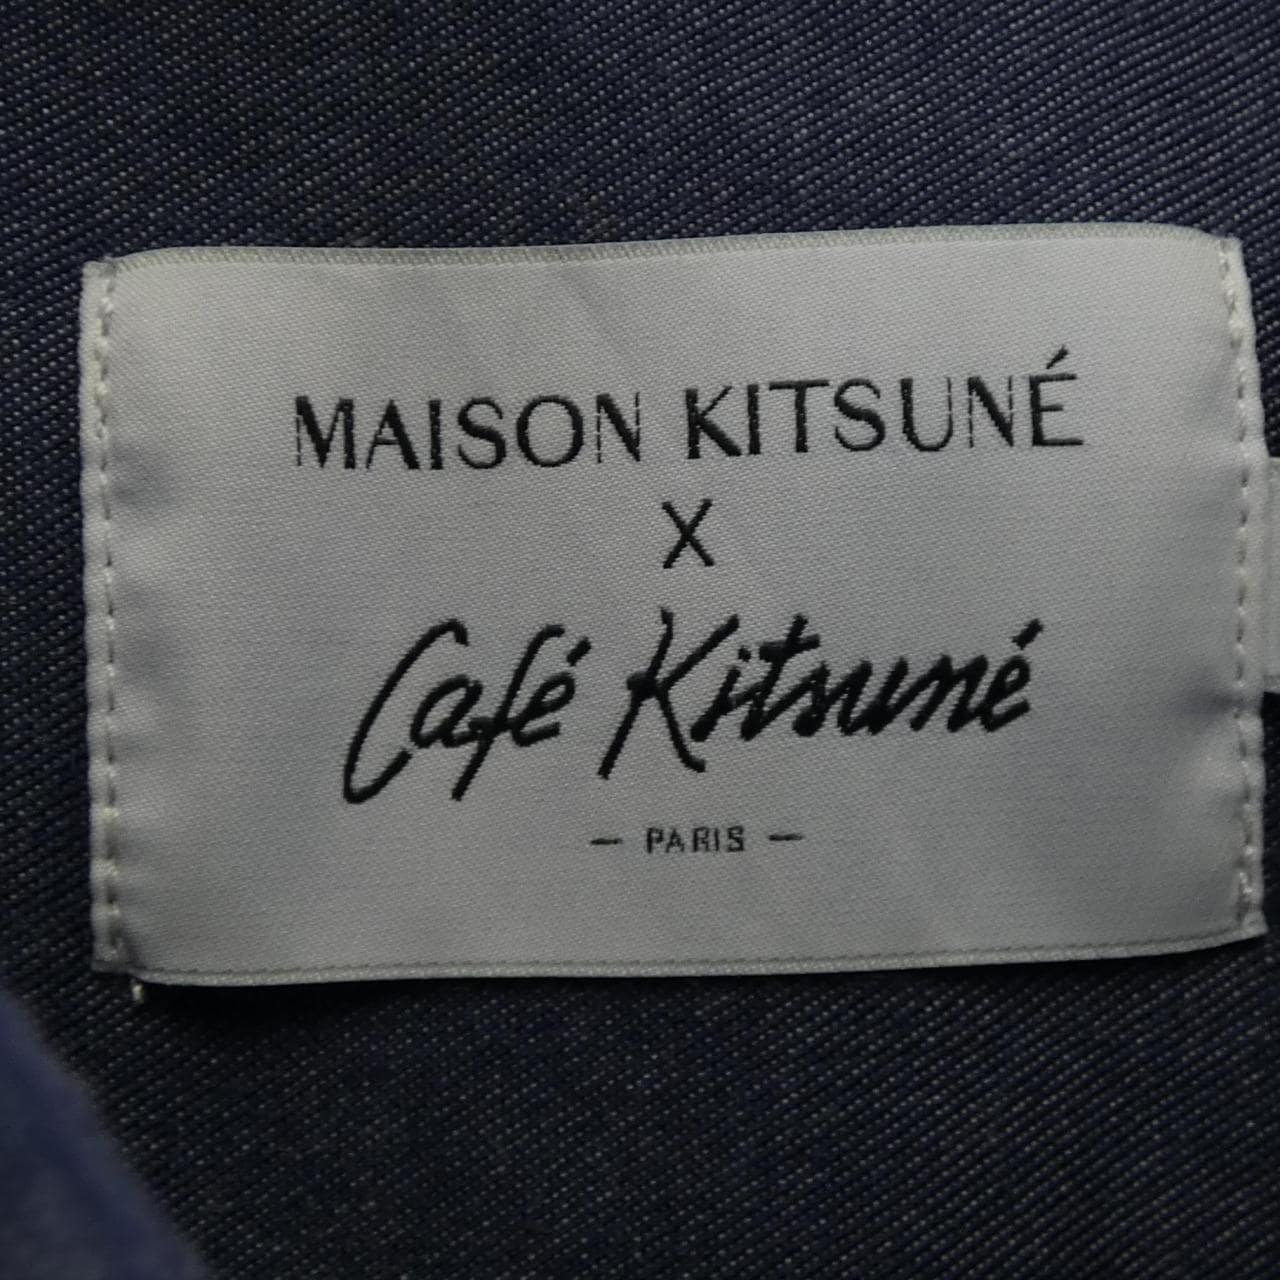 MAISON KITSUNÉ
X
Café Kitsuné
- PARIS -